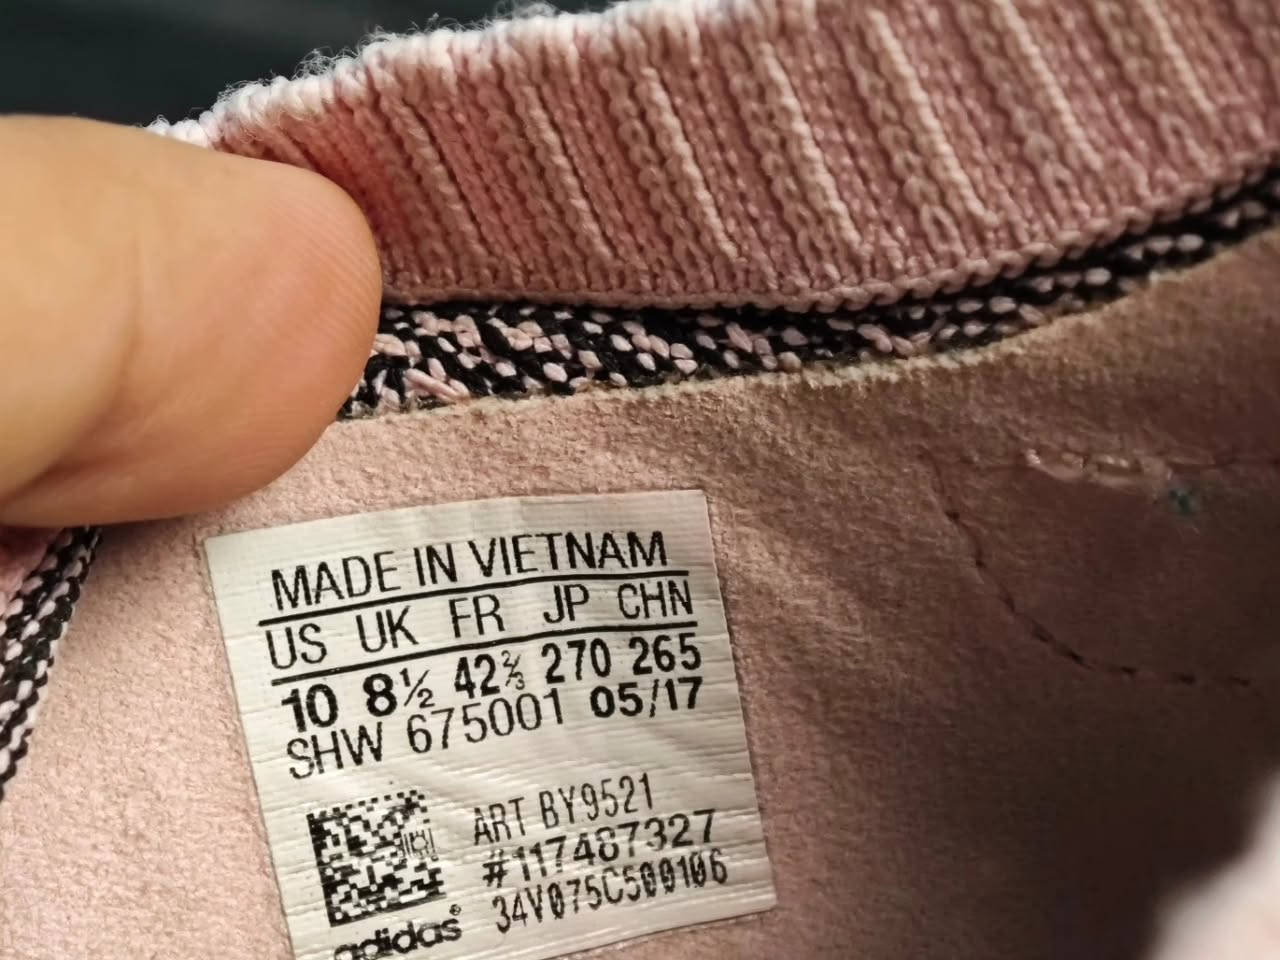 MADE IN VIETNAM
US UK FR JP CHN
10 8½ 42⅔ 270 265
SHW 675001 05/17
ART BY9521
#117487327
34V075C500106
adidas®